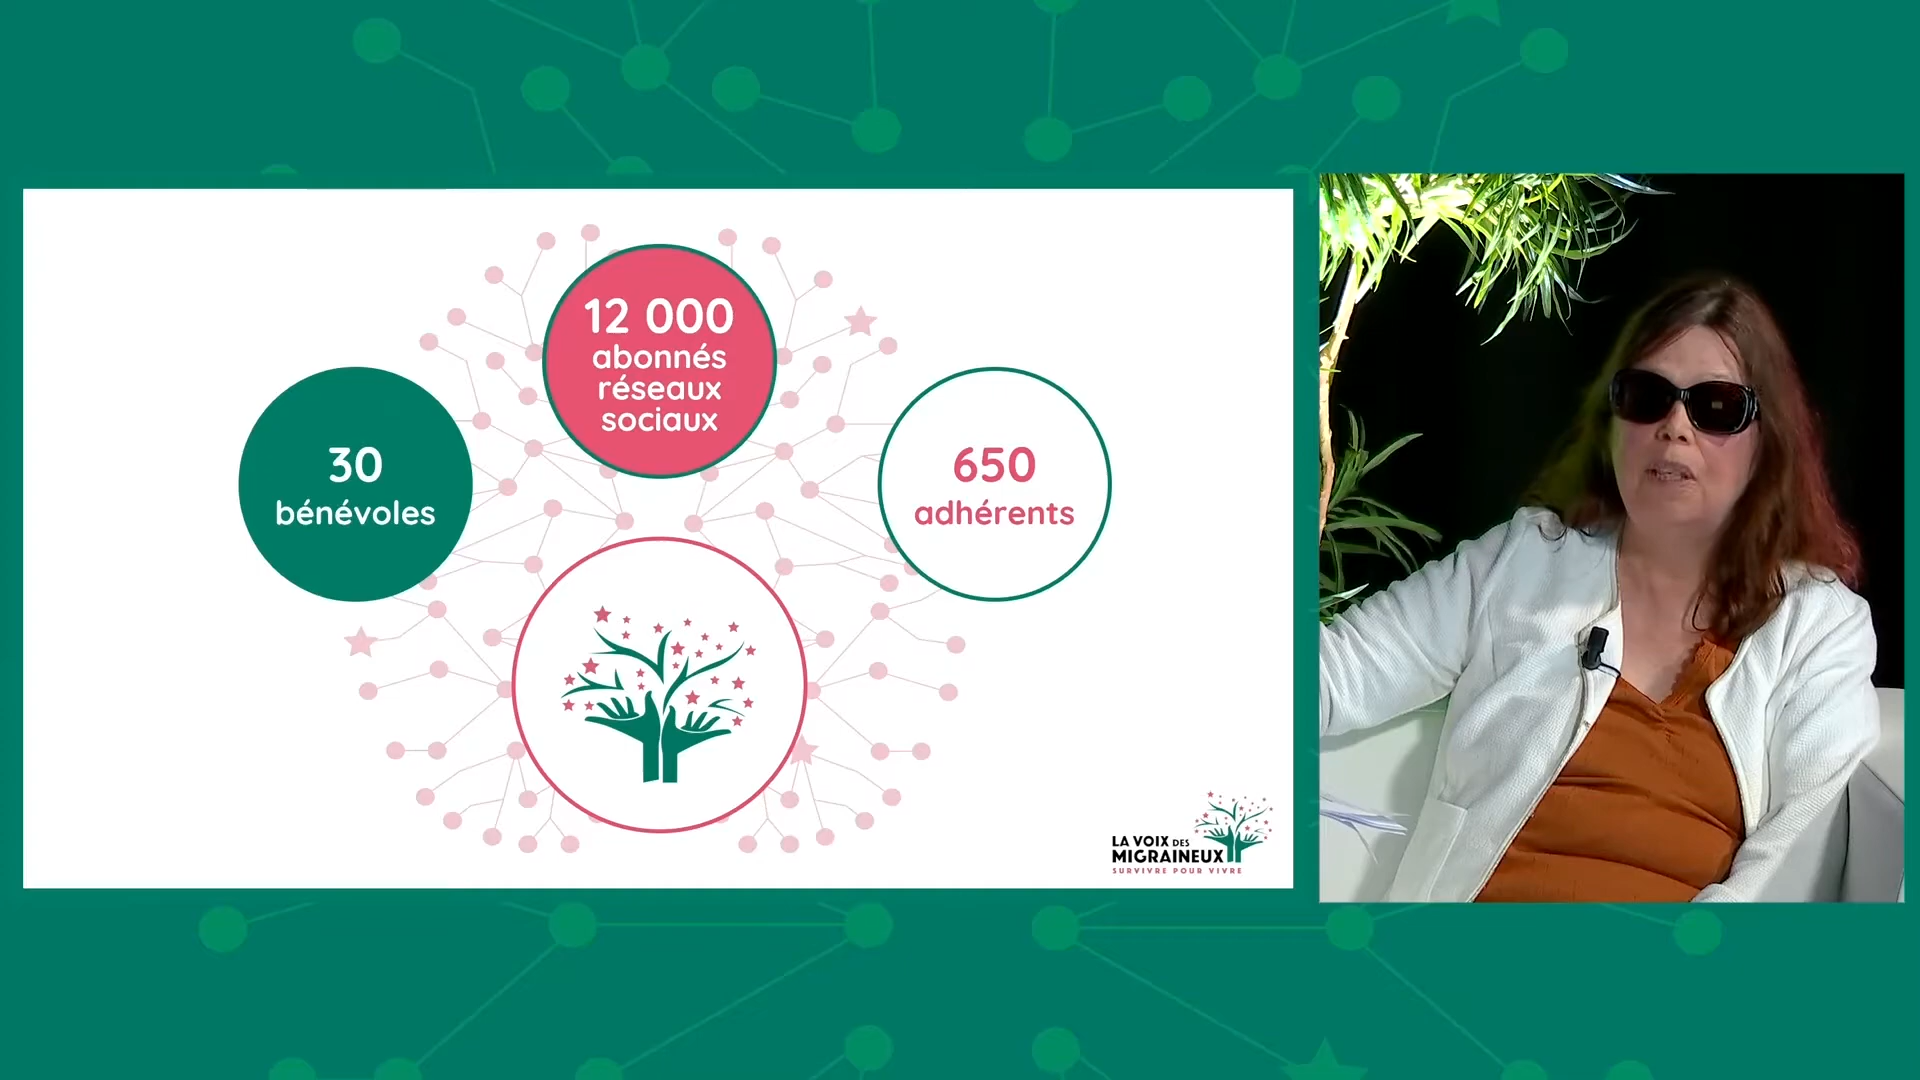 12 000
abonnés
réseaux
sociaux
30
bénévoles
650
adhérents
LA VOIX DES
MIGRAINEUX
SURVIVRE POUR VIVRE